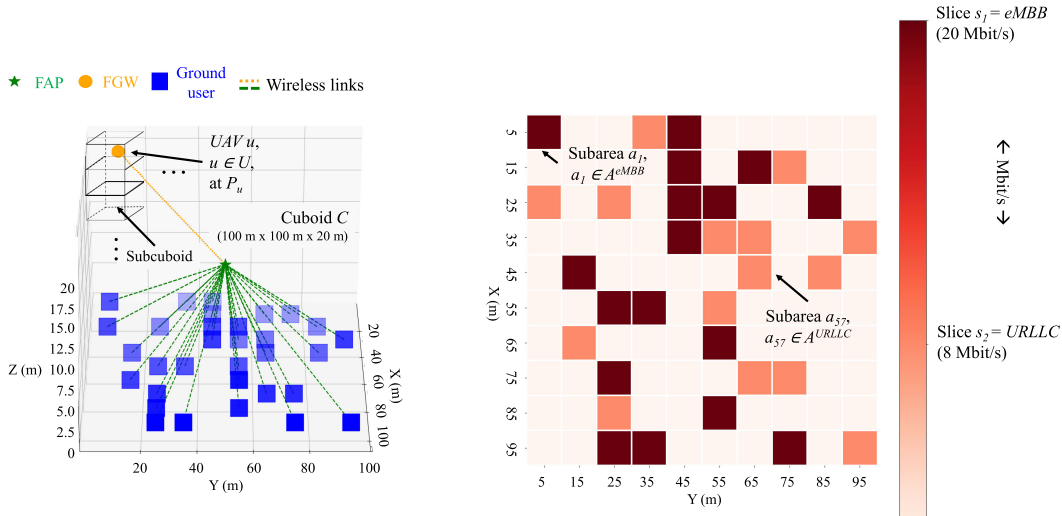 FAP
FGW
Ground
user
Wireless links
UAV u,
u ∈ U,
at P_u
Cuboid C
(100 m x 100 m x 20 m)
Subcuboid
20
17.5
15.0
12.5
10.0
7.5
5.0
2.5
0
Z (m)
20
40
60
80
100
X (m)
20
40
60
80
100
Y (m)
5
15
25
35
45
55
65
75
85
95
X
(m)
Subarea a_1,
a_1 ∈ A^eMBB
Subarea a_57,
a_57 ∈ A^URLLC
5
15
25
35
45
55
65
75
85
95
Y (m)
Slice s_1 = eMBB
(20 Mbit/s)
← Mbit/s →
Slice s_2 = URLLC
(8 Mbit/s)